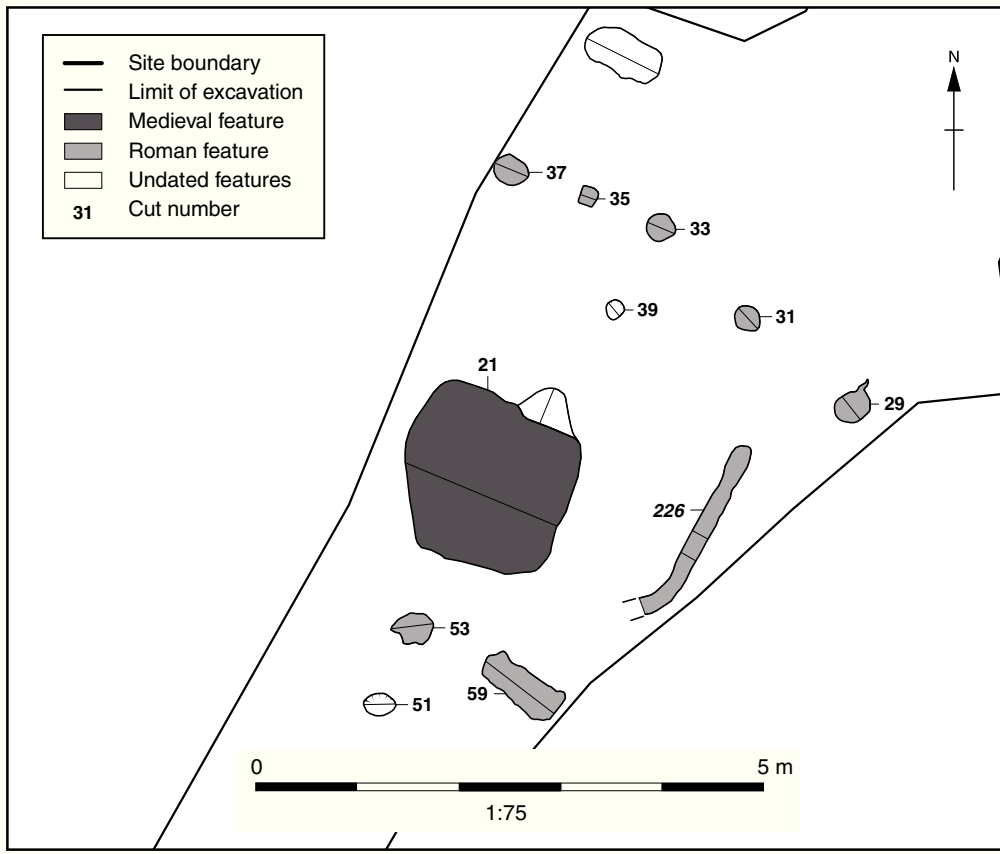 Site boundary
Limit of excavation
Medieval feature
Roman feature
Undated features
31 Cut number
N
37
35
33
39
31
21
29
226
53
59
51
0 5 m
1:75